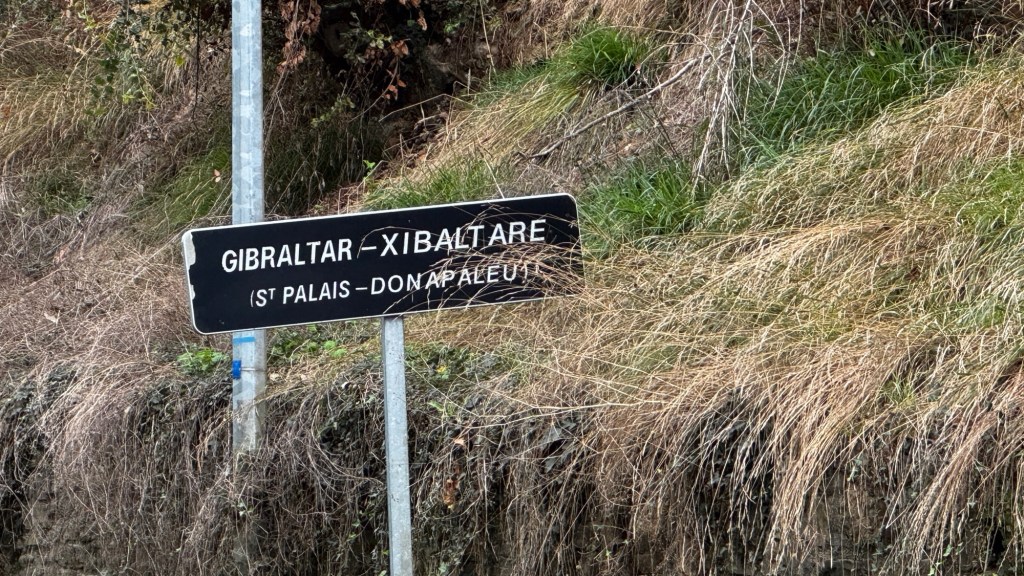 GIBRALTAR – XIBALTARE
(ST PALAIS – DONAPALEU)